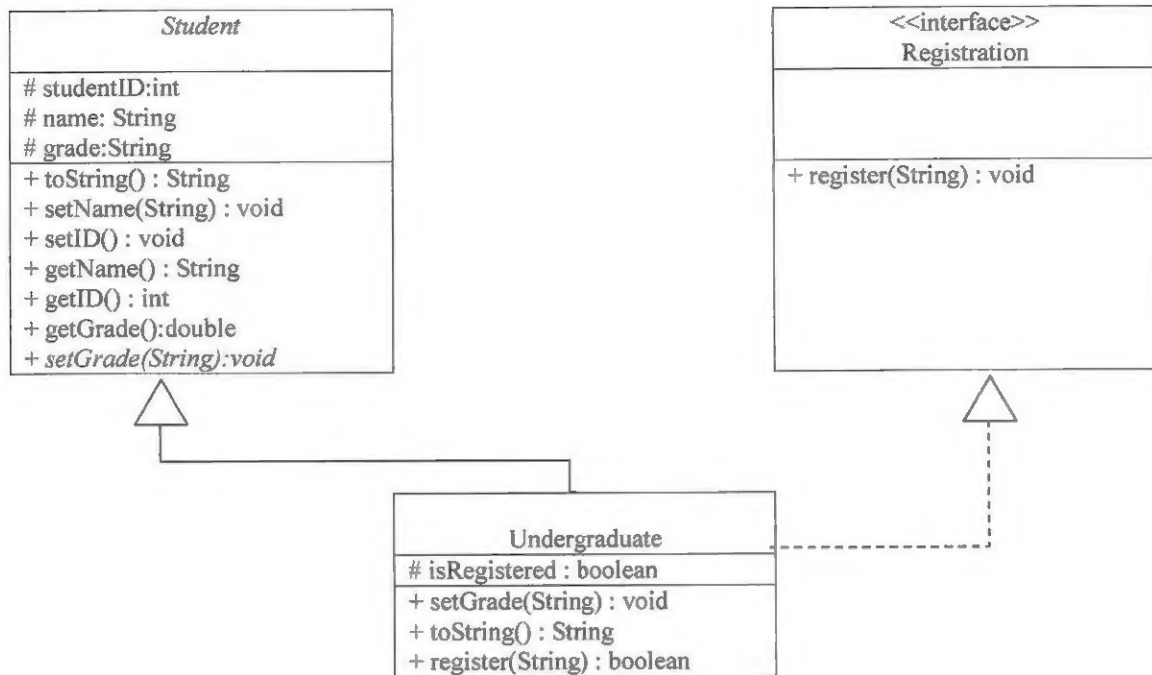 Student
# studentID:int
# name: String
# grade:String
+ toString() : String
+ setName(String) : void
+ setID() : void
+ getName() : String
+ getID() : int
+ getGrade():double
+ setGrade(String):void
<<interface>>
Registration
+ register(String) : void
Undergraduate
# isRegistered : boolean
+ setGrade(String) : void
+ toString() : String
+ register(String) : boolean